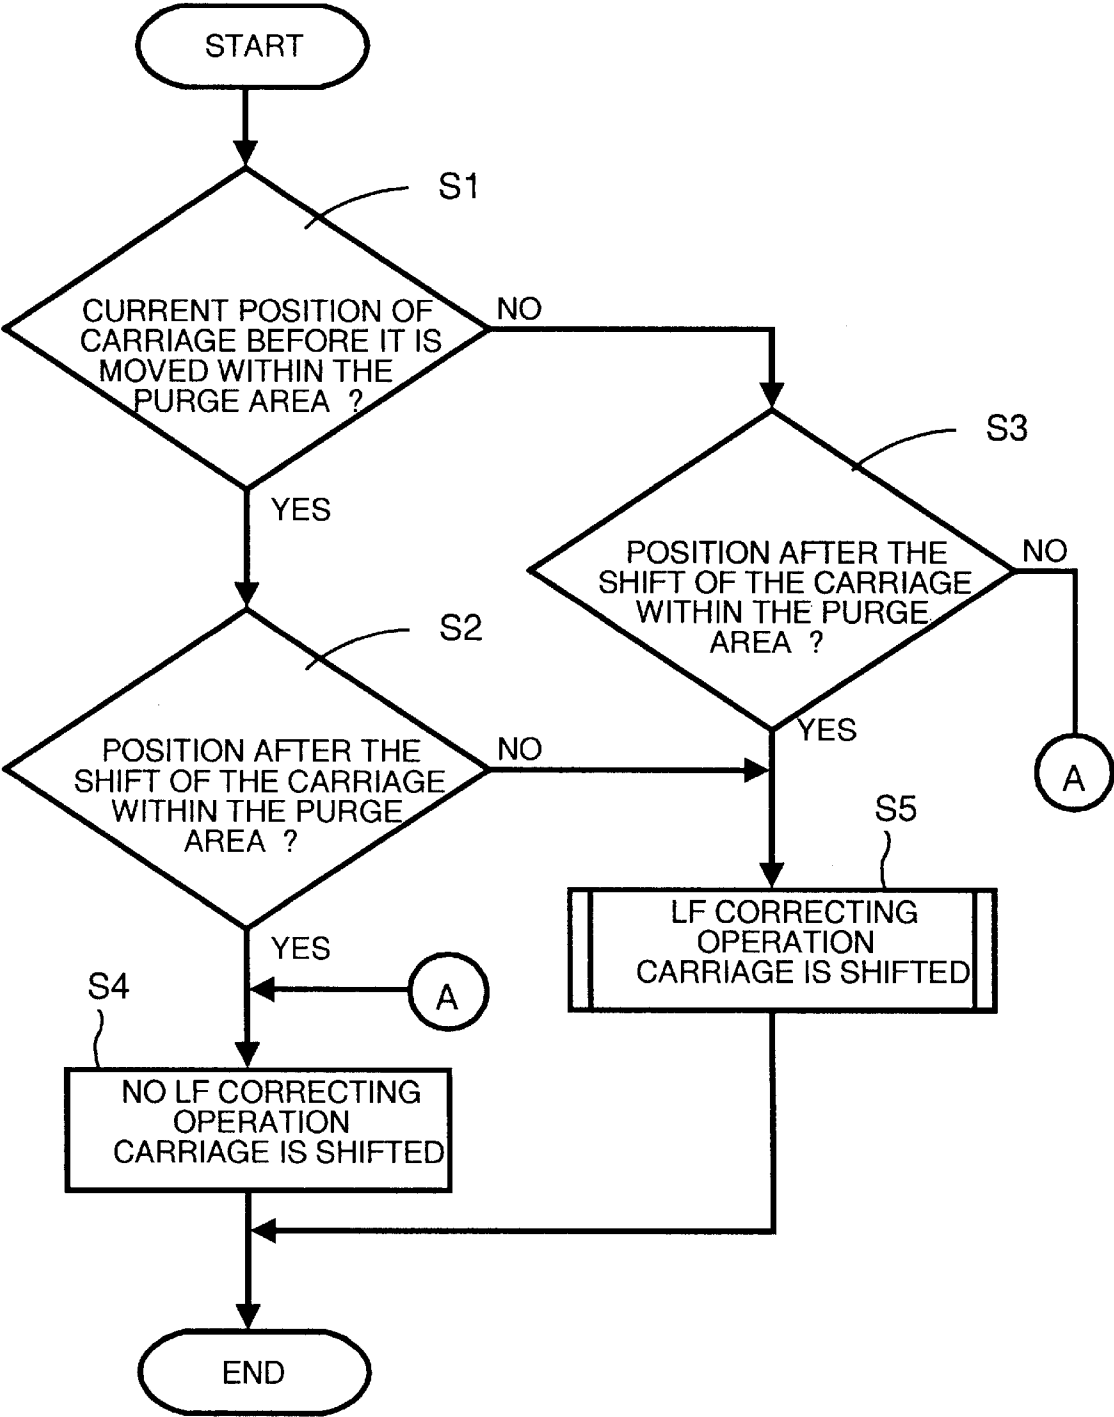 START
S1
CURRENT POSITION OF
CARRIAGE BEFORE IT IS
MOVED WITHIN THE
PURGE AREA ?
NO
YES
S3
POSITION AFTER THE
SHIFT OF THE CARRIAGE
WITHIN THE PURGE
AREA ?
NO
YES
A
S2
POSITION AFTER THE
SHIFT OF THE CARRIAGE
WITHIN THE PURGE
AREA ?
NO
YES
S5
LF CORRECTING
OPERATION
CARRIAGE IS SHIFTED
A
S4
NO LF CORRECTING
OPERATION
CARRIAGE IS SHIFTED
END